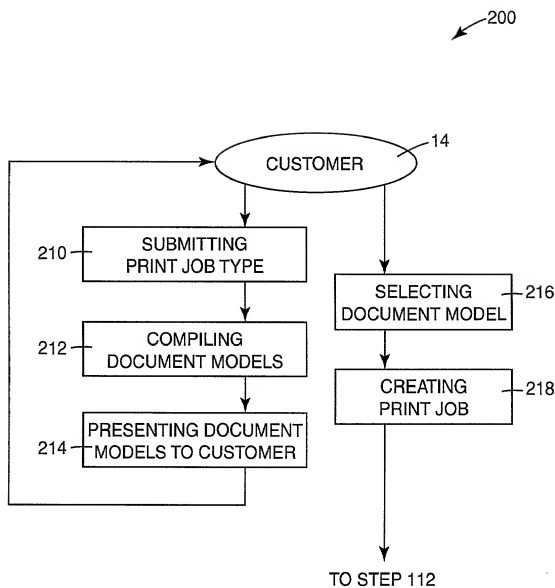 200
14
CUSTOMER
210
SUBMITTING
PRINT JOB TYPE
212
COMPILING
DOCUMENT MODELS
214
PRESENTING DOCUMENT
MODELS TO CUSTOMER
SELECTING
DOCUMENT MODEL
216
CREATING
PRINT JOB
218
TO STEP 112